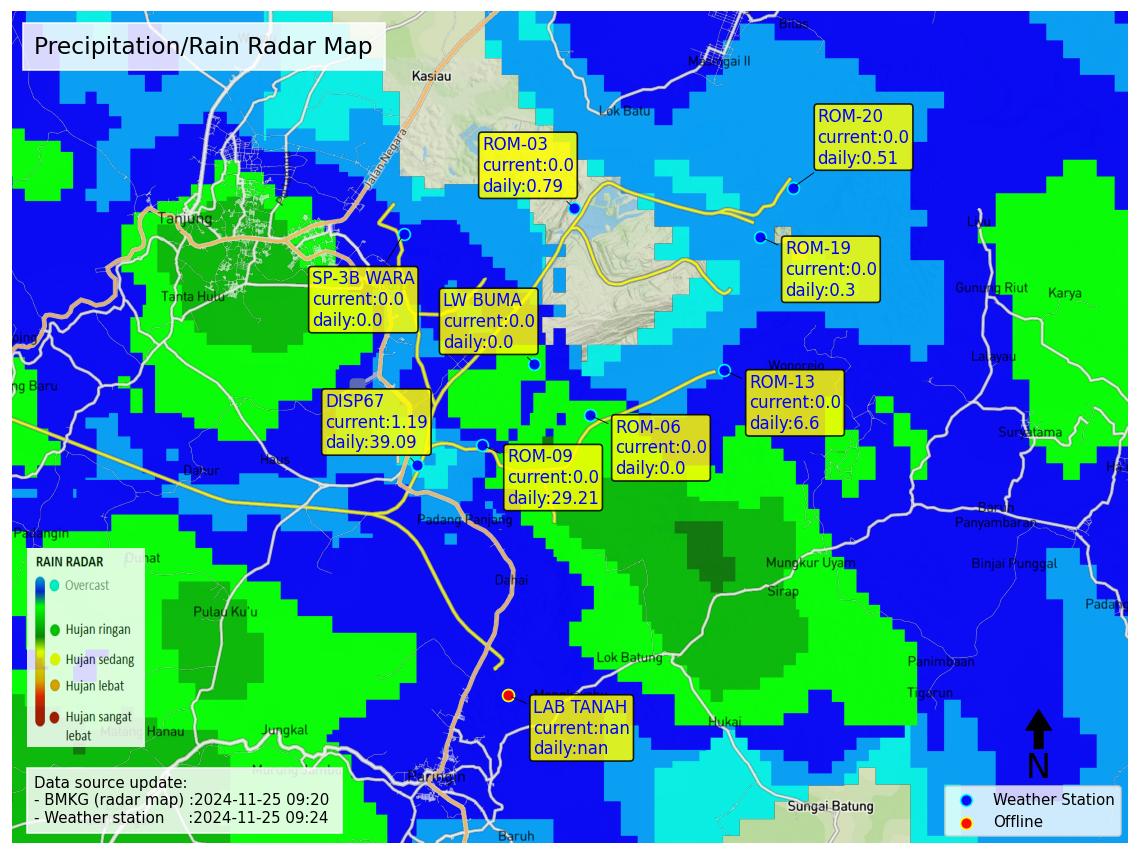 Precipitation/Rain Radar Map
Bilas
Masingai II
Kasiau
Lok Batu
Jalan Negara
ROM-20
current:0.0
daily:0.51
ROM-03
current:0.0
daily:0.79
Tanjung
ROM-19
current:0.0
daily:0.3
SP-3B WARA
current:0.0
daily:0.0
LW BUMA
current:0.0
daily:0.0
Tanta Hulu
Gunung Riut
Karya
Lalayau
Wonorejo
ng Baru
ROM-13
current:0.0
daily:6.6
DISP67
current:1.19
daily:39.09
ROM-06
current:0.0
daily:0.0
Suryatama
ROM-09
current:0.0
daily:29.21
Dahur
Haus
Padang Panjang
Baruh
Panyambaran
Padangin
Mungkur Uyam
Binjai Punggal
Dahai
Sirap
Pulau Ku'u
Padang
Lok Batung
Panimbaan
Tigarun
Hukai
RAIN RADAR
Overcast
Hujan ringan
Hujan sedang
Hujan lebat
Hujan sangat
lebat
LAB TANAH
current:nan
daily:nan
Jungkal
Paringin
Sungai Batung
Baruh
N
Data source update:
- BMKG (radar map) :2024-11-25 09:20
- Weather station :2024-11-25 09:24
Weather Station
Offline